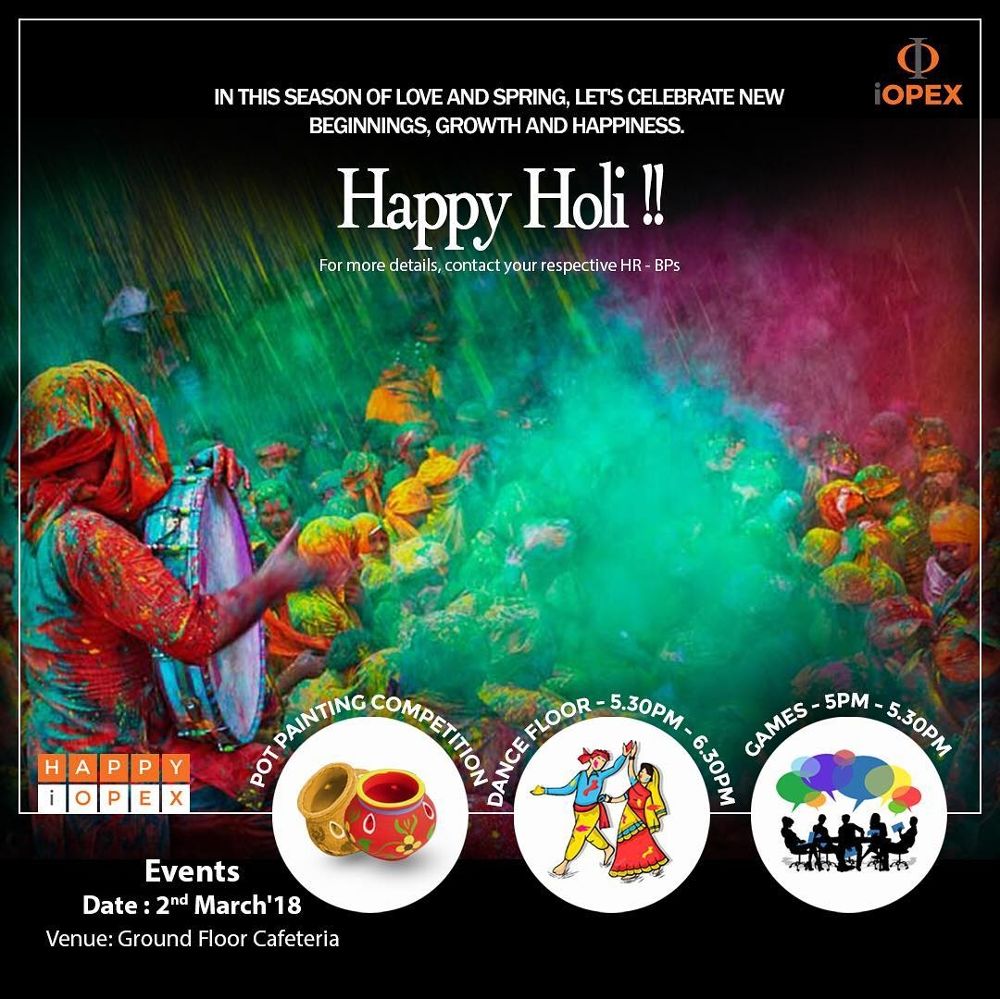 iOPEX
IN THIS SEASON OF LOVE AND SPRING, LET'S CELEBRATE NEW
BEGINNINGS, GROWTH AND HAPPINESS.
Happy Holi !!
For more details, contact your respective HR - BPs
POT PAINTING COMPETITION
DANCE FLOOR - 5.30PM - 6.30PM
GAMES - 5PM - 5.30PM
HAPPY
iOPEX
Events
Date : 2nd March'18
Venue: Ground Floor Cafeteria